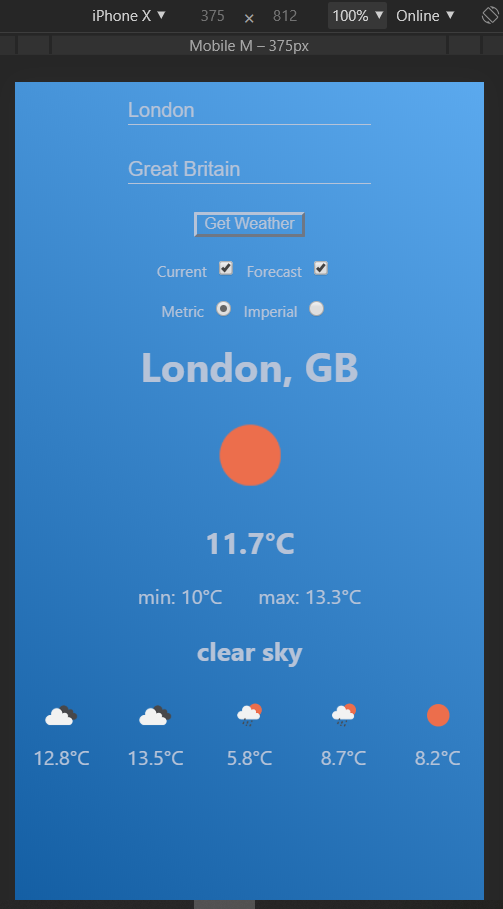 iPhone X ▼ 375 × 812 100% ▼ Online ▼
Mobile M – 375px
London
Great Britain
Get Weather
Current Forecast
Metric Imperial
London, GB
11.7°C
min: 10°C max: 13.3°C
clear sky
12.8°C 13.5°C 5.8°C 8.7°C 8.2°C